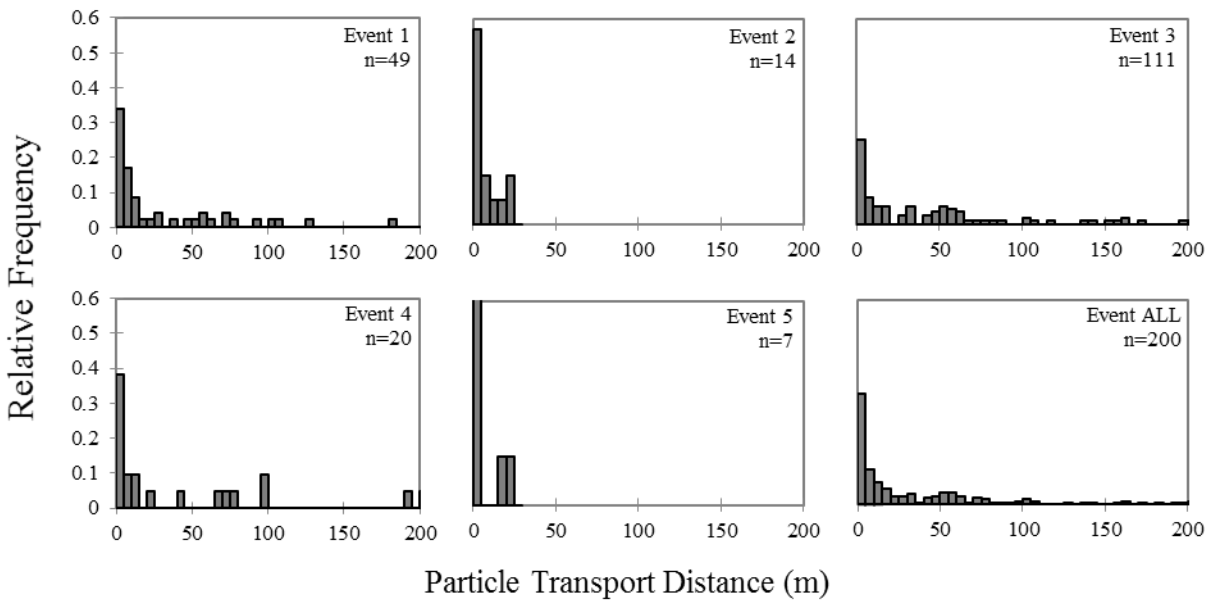 Relative Frequency
0.6
0.5
0.4
0.3
0.2
0.1
0
Event 1
n=49
0 50 100 150 200
Event 2
n=14
0 50 100 150 200
Event 3
n=111
0 50 100 150 200
0.6
0.5
0.4
0.3
0.2
0.1
0
Event 4
n=20
0 50 100 150 200
Event 5
n=7
0 50 100 150 200
Event ALL
n=200
0 50 100 150 200
Particle Transport Distance (m)